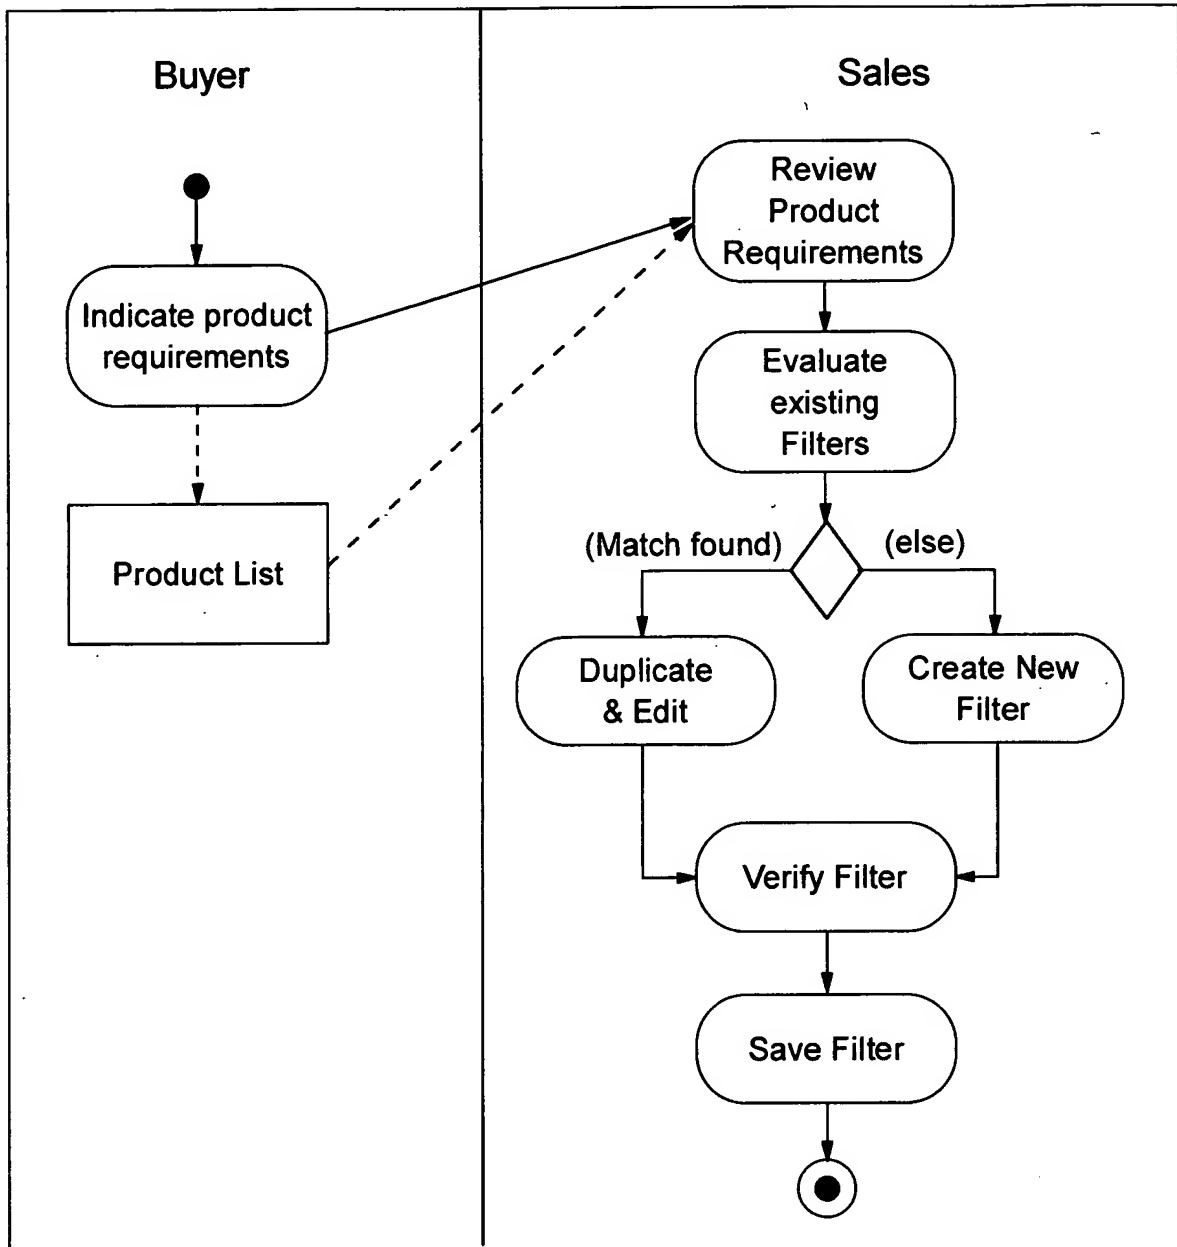 Buyer
Sales
Indicate product
requirements
Product List
Review
Product
Requirements
Evaluate
existing
Filters
(Match found)
(else)
Duplicate
& Edit
Create New
Filter
Verify Filter
Save Filter